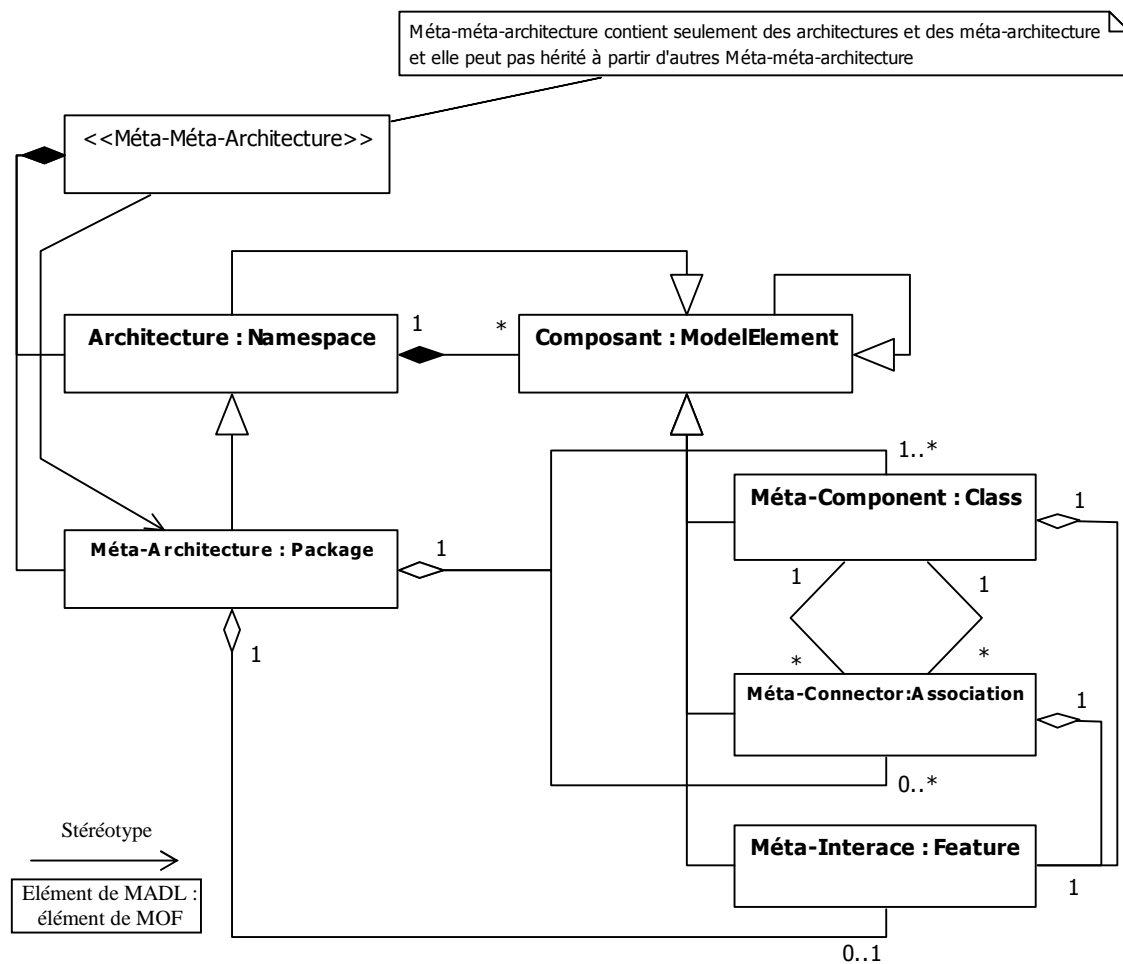 Méta-méta-architecture contient seulement des architectures et des méta-architecture
et elle peut pas hérité à partir d'autres Méta-méta-architecture
<<Méta-Méta-Architecture>>
Architecture : Namespace
1
*
Composant : ModelElement
1..*
Méta-Component : Class
1
Méta-Architecture : Package
1
1
1
1
*
*
Méta-Connector:Association
1
0..*
Stéréotype
Méta-Interace : Feature
1
Elément de MADL :
élément de MOF
0..1